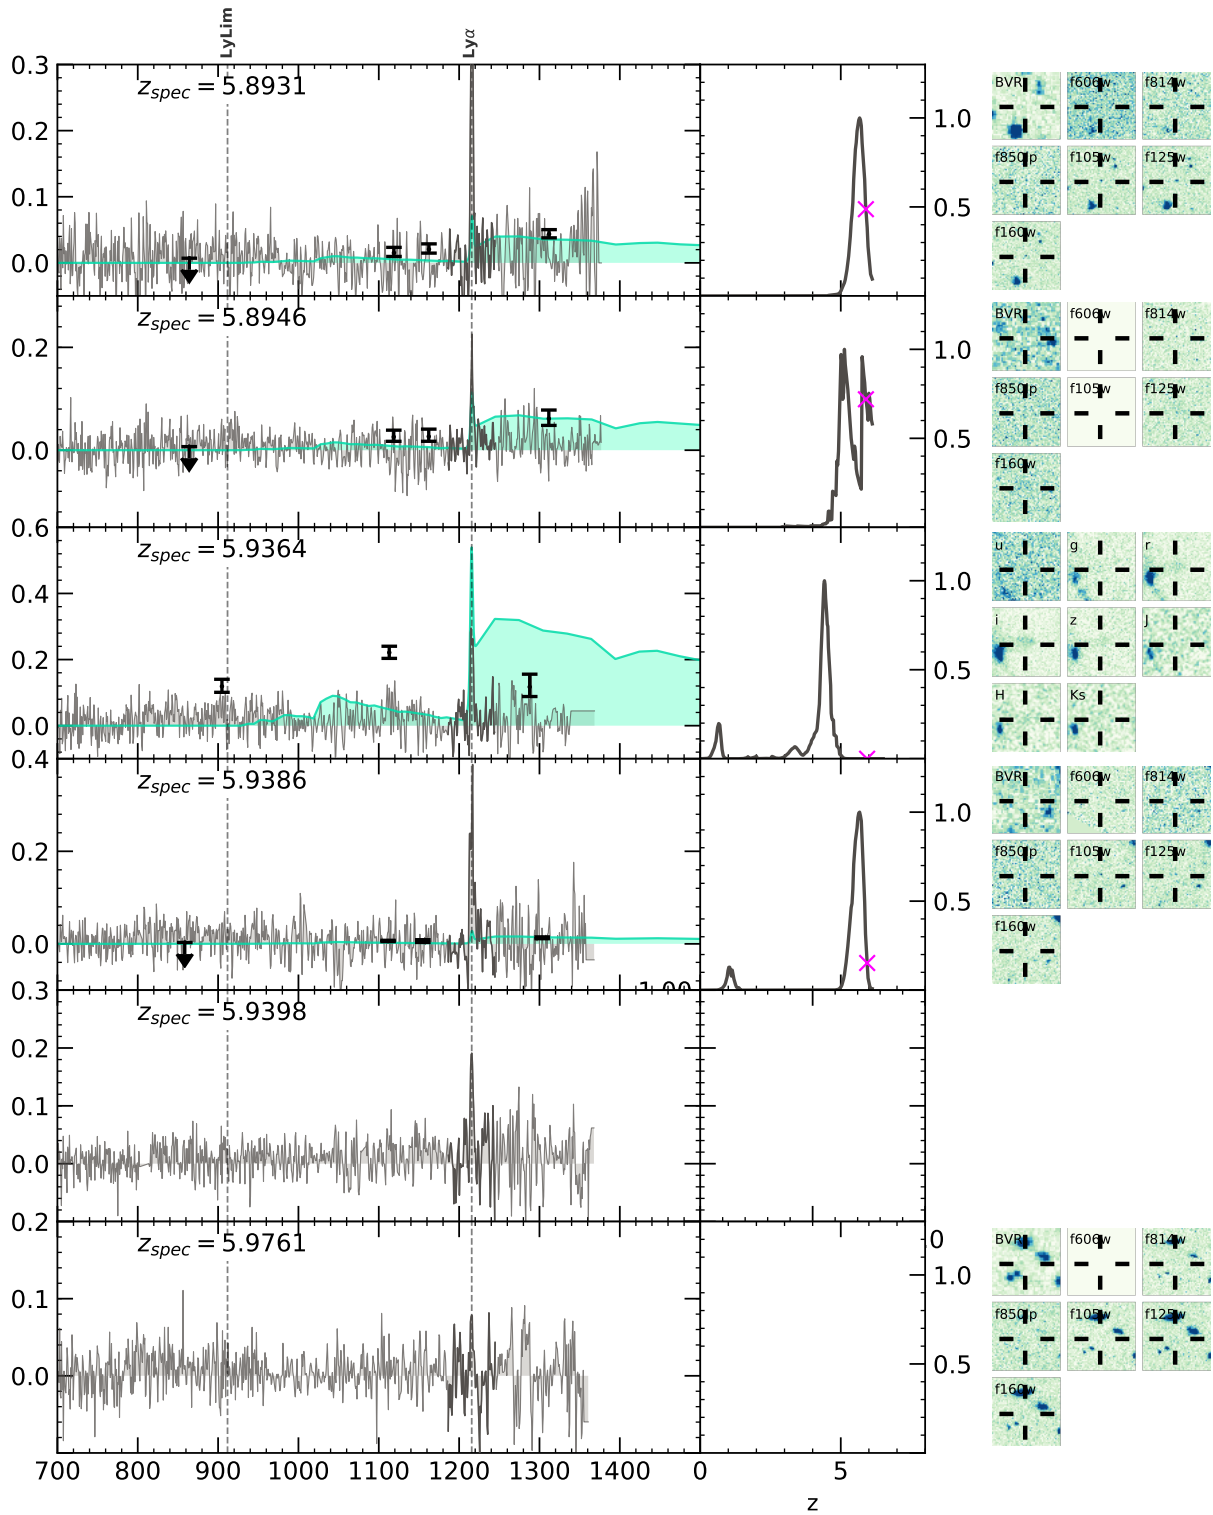 LyLim
Lyα
0.3
0.2
0.1
0.0
z_spec = 5.8931
1.0
0.5
BVR
f606w
f814w
f850lp
f105w
f125w
f160w
0.2
0.0
z_spec = 5.8946
1.0
0.5
BVR
f606w
f814w
f850lp
f105w
f125w
f160w
0.6
0.4
0.2
0.0
z_spec = 5.9364
1.0
0.5
u
g
r
i
z
J
H
Ks
0.4
0.2
0.0
z_spec = 5.9386
1.00
1.0
0.5
BVR
f606w
f814w
f850lp
f105w
f125w
f160w
0.3
0.2
0.1
0.0
z_spec = 5.9398
0.2
0.1
0.0
z_spec = 5.9761
0
1.0
0.5
BVR
f606w
f814w
f850lp
f105w
f125w
f160w
700 800 900 1000 1100 1200 1300 1400 0 5
z